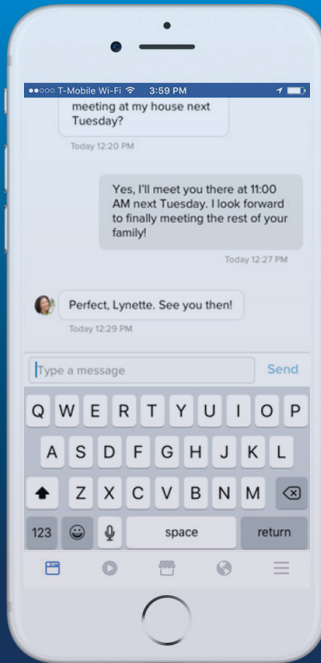 T-Mobile Wi-Fi 3:59 PM
meeting at my house next
Tuesday?
Today 12:20 PM
Yes, I'll meet you there at 11:00
AM next Tuesday. I look forward
to finally meeting the rest of your
family!
Today 12:27 PM
Perfect, Lynette. See you then!
Today 12:29 PM
Type a message Send
Q W E R T Y U I O P
A S D F G H J K L
Z X C V B N M
123 space return